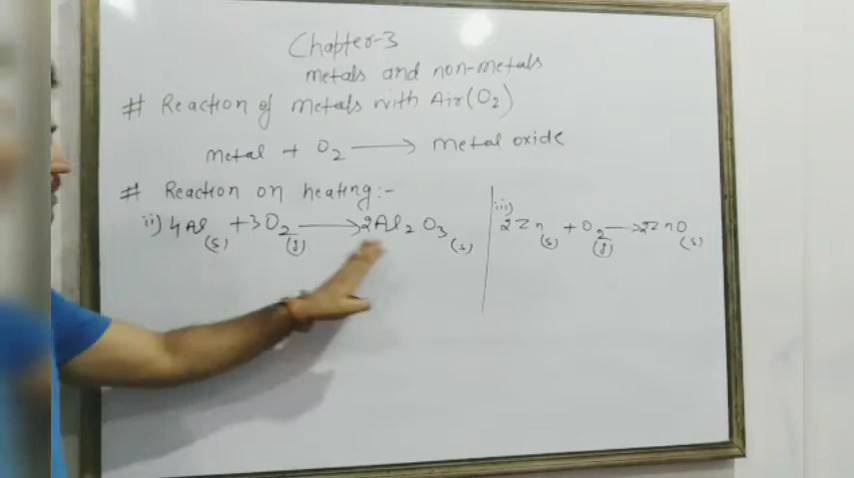 Chapter-3
metals and non-metals
# Reaction of metals with Air(O2)
metal + O2 → metal oxide
# Reaction on heating:-
ii) 4Al(s) + 3O2(g) → 2Al2O3(s)
iii) 2Zn(s) + O2(g) → 2ZnO(s)